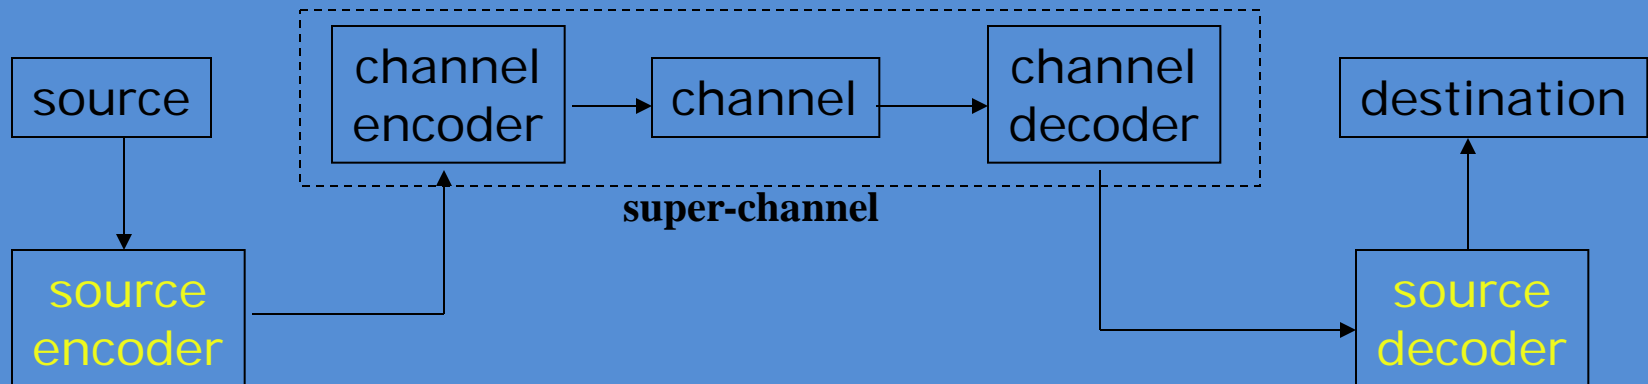 source
channel
encoder
channel
channel
decoder
destination
super-channel
source
encoder
source
decoder